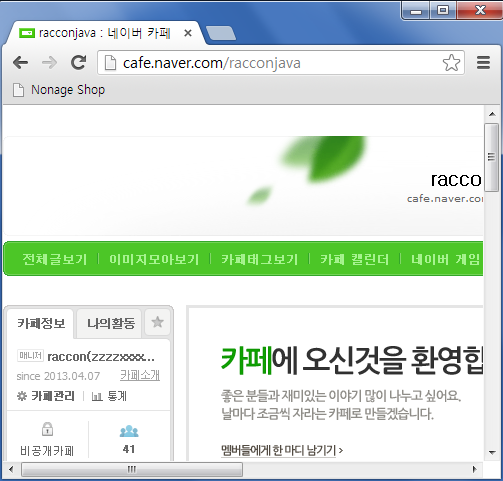 racconjava : 네이버 카페
cafe.naver.com/racconjava
Nonage Shop
racco
cafe.naver.co
전체글보기 이미지모아보기 카페태그보기 카페 캘린더 네이버 게임
카페정보 나의활동
매니저 raccon(zzzzxxxx...
since 2013.04.07 카페소개
카페관리 통계
비공개카페 41
카페에 오신것을 환영합
좋은 분들과 재미있는 이야기 많이 나누고 싶어요.
날마다 조금씩 자라는 카페로 만들겠습니다.
멤버들에게 한 마디 남기기 >